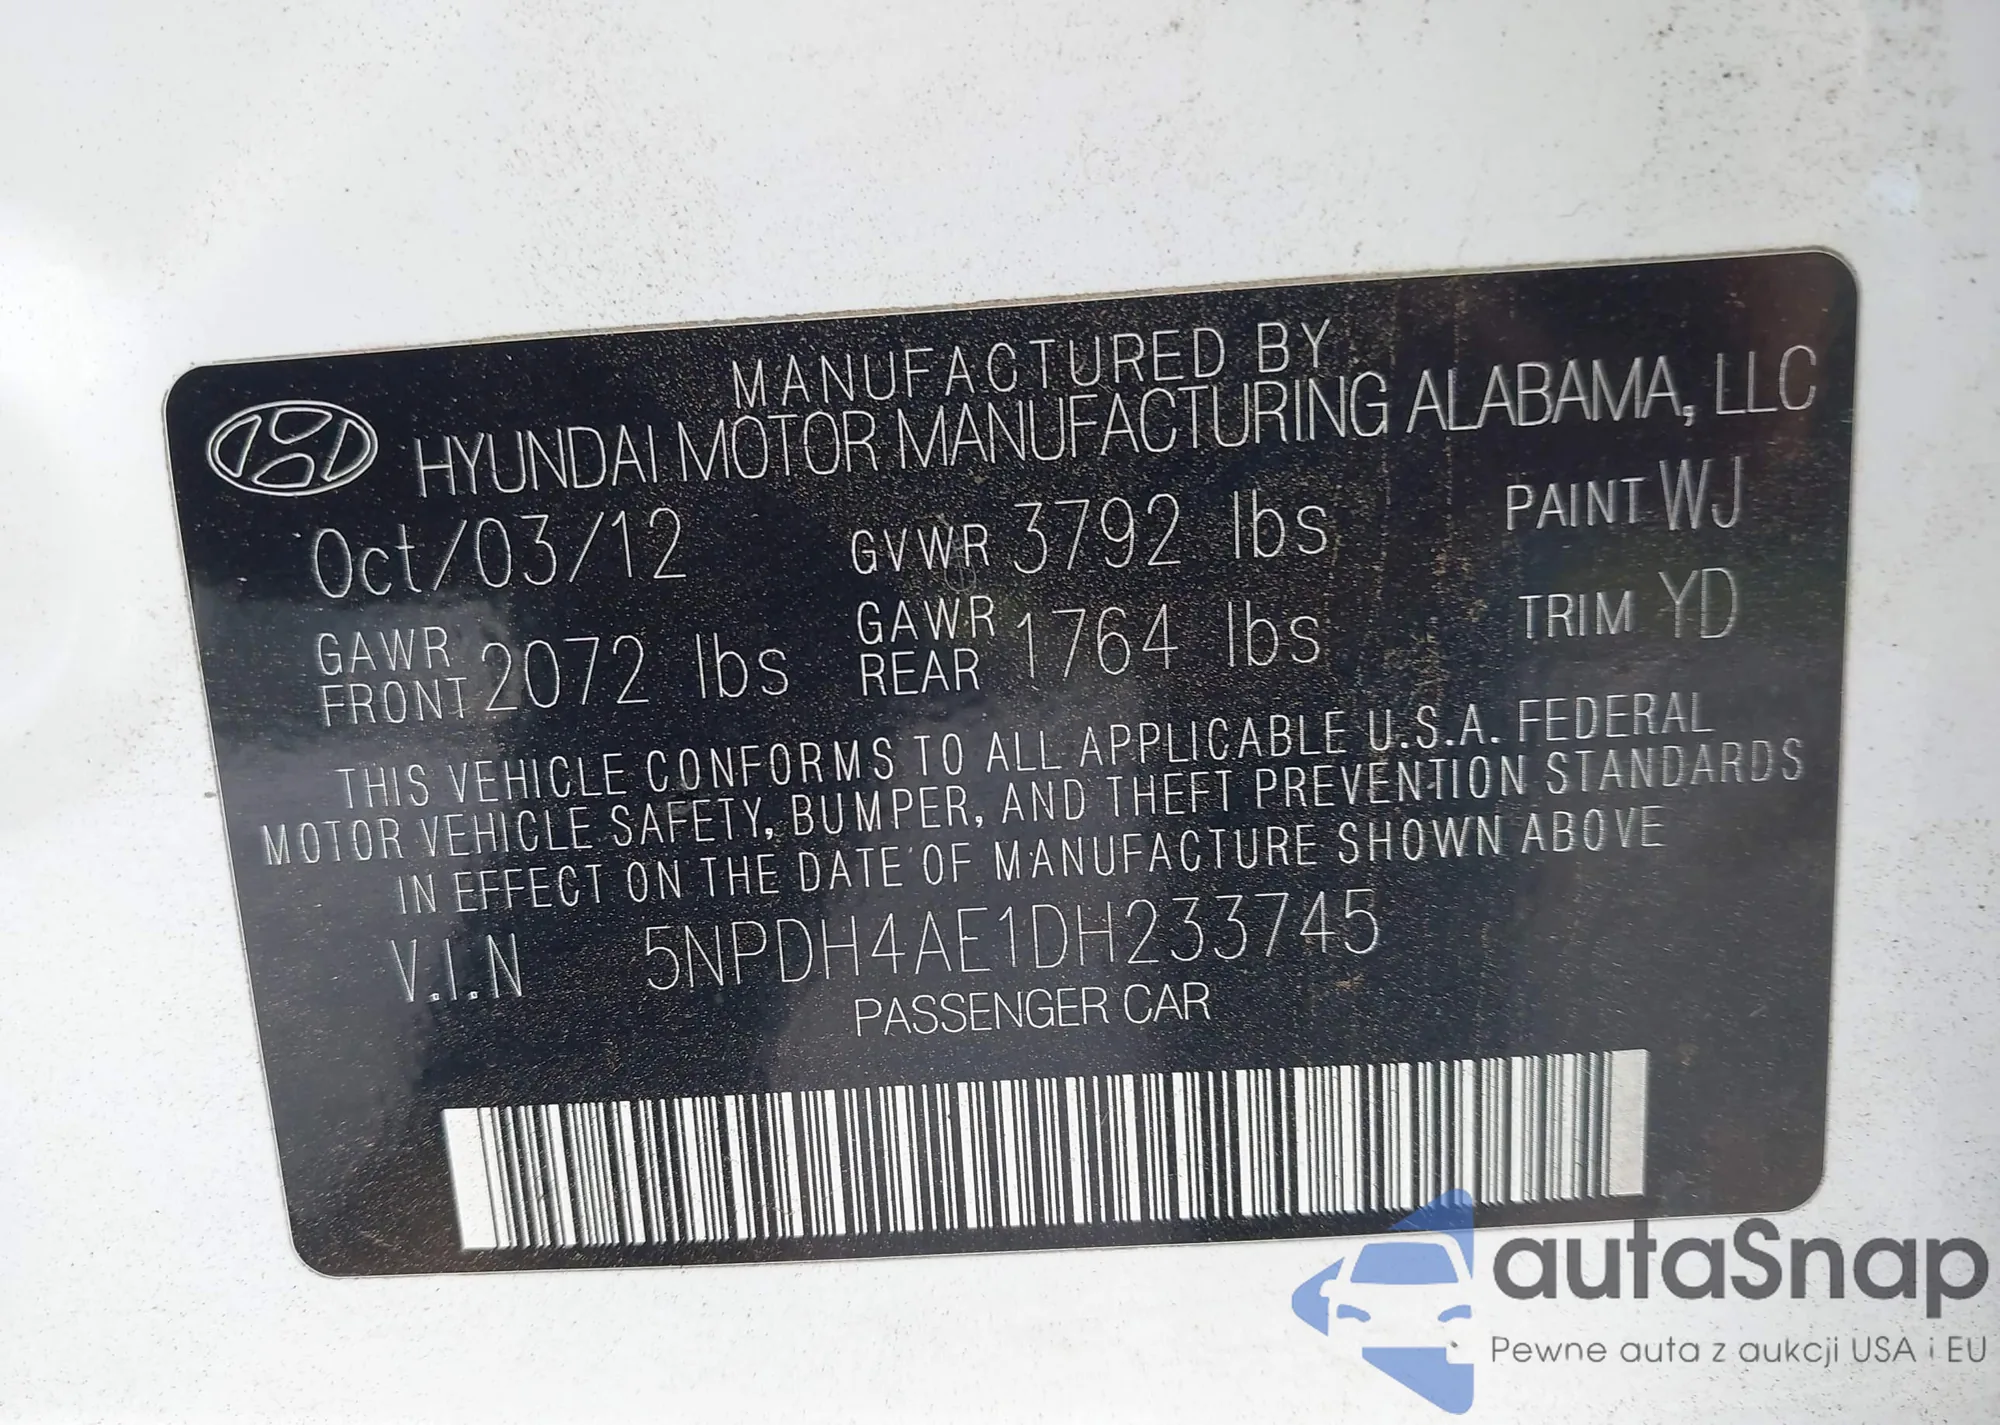 MANUFACTURED BY
HYUNDAI MOTOR MANUFACTURING ALABAMA, LLC
Oct/03/12 GVWR 3792 lbs PAINT WJ
GAWR FRONT 2072 lbs GAWR REAR 1764 lbs TRIM YD
THIS VEHICLE CONFORMS TO ALL APPLICABLE U.S.A. FEDERAL
MOTOR VEHICLE SAFETY, BUMPER, AND THEFT PREVENTION STANDARDS
IN EFFECT ON THE DATE OF MANUFACTURE SHOWN ABOVE
V.I.N 5NPDH4AE1DH233745
PASSENGER CAR
autaSnap
Pewne auta z aukcji USA i EU